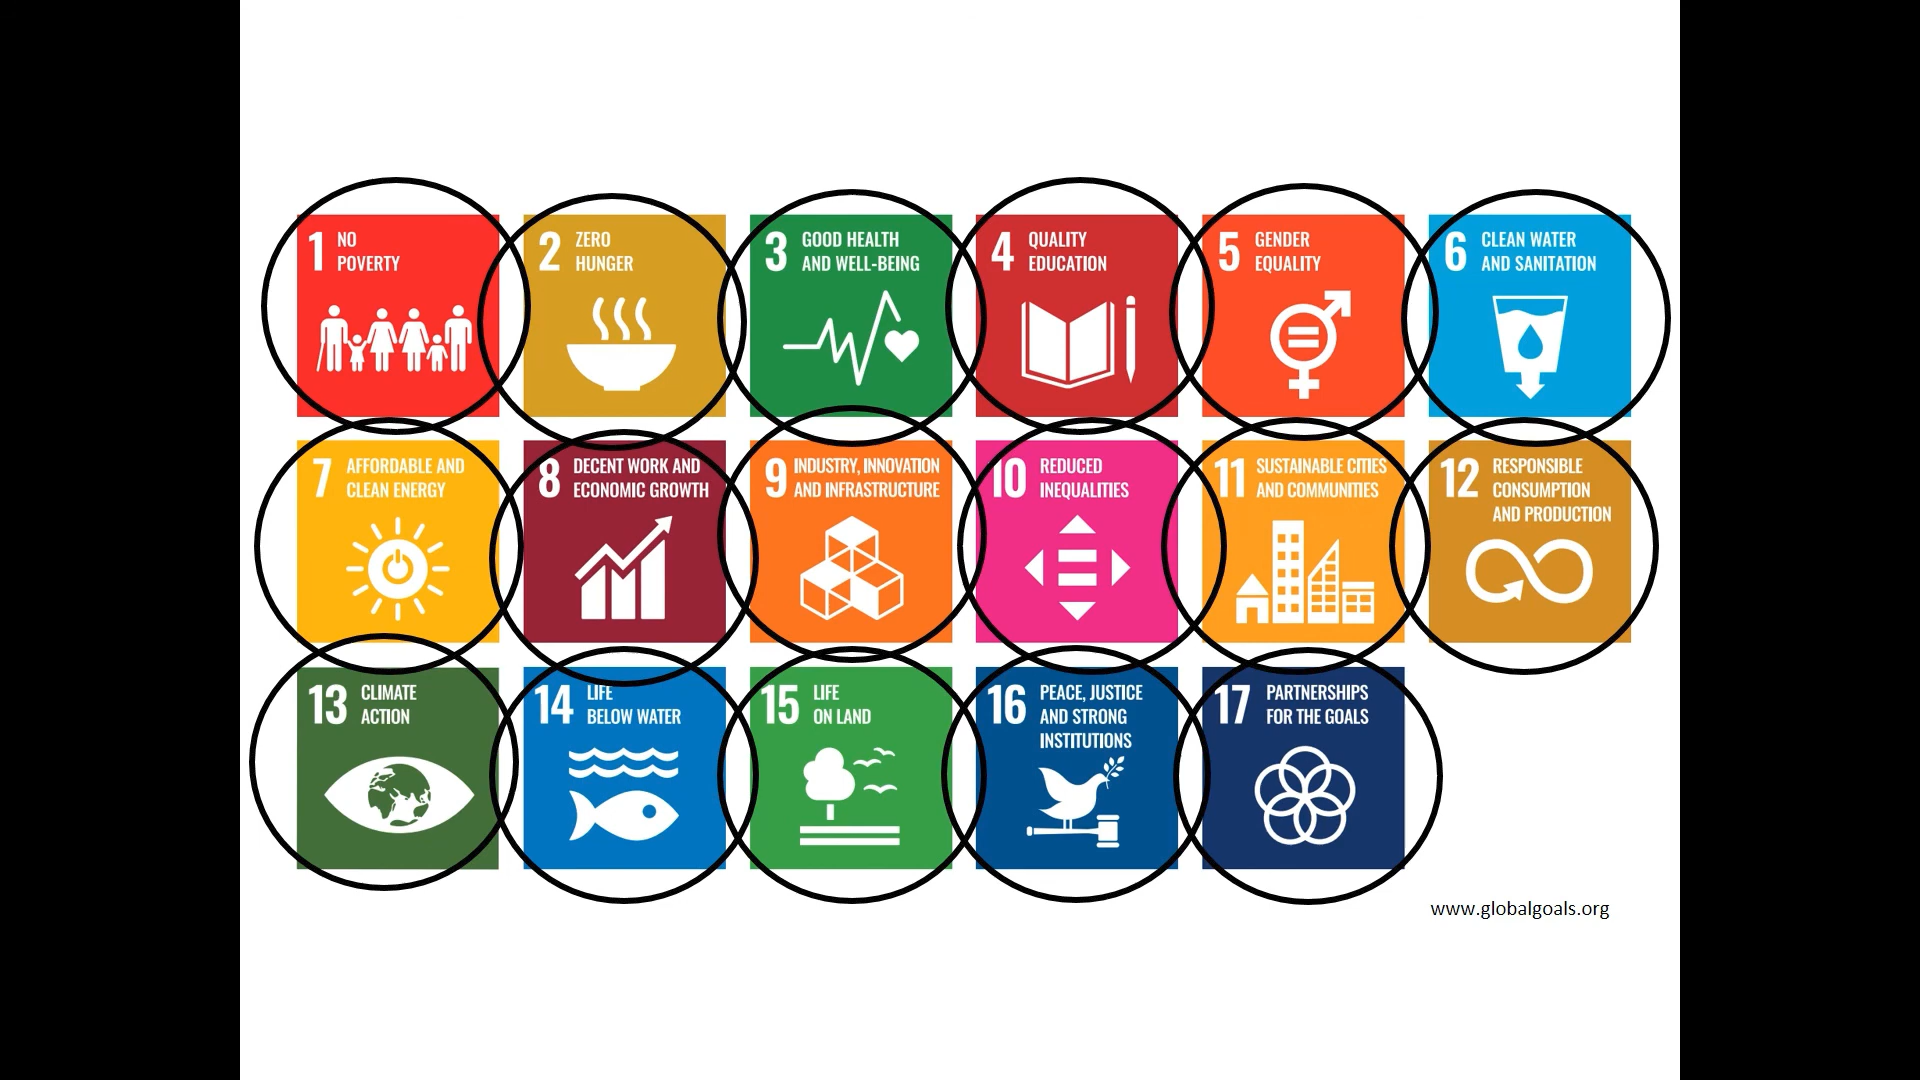 1 NO
POVERTY
2 ZERO
HUNGER
3 GOOD HEALTH
AND WELL-BEING
4 QUALITY
EDUCATION
5 GENDER
EQUALITY
6 CLEAN WATER
AND SANITATION
7 AFFORDABLE AND
CLEAN ENERGY
8 DECENT WORK AND
ECONOMIC GROWTH
9 INDUSTRY, INNOVATION
AND INFRASTRUCTURE
10 REDUCED
INEQUALITIES
11 SUSTAINABLE CITIES
AND COMMUNITIES
12 RESPONSIBLE
CONSUMPTION
AND PRODUCTION
13 CLIMATE
ACTION
14 LIFE
BELOW WATER
15 LIFE
ON LAND
16 PEACE, JUSTICE
AND STRONG
INSTITUTIONS
17 PARTNERSHIPS
FOR THE GOALS
www.globalgoals.org